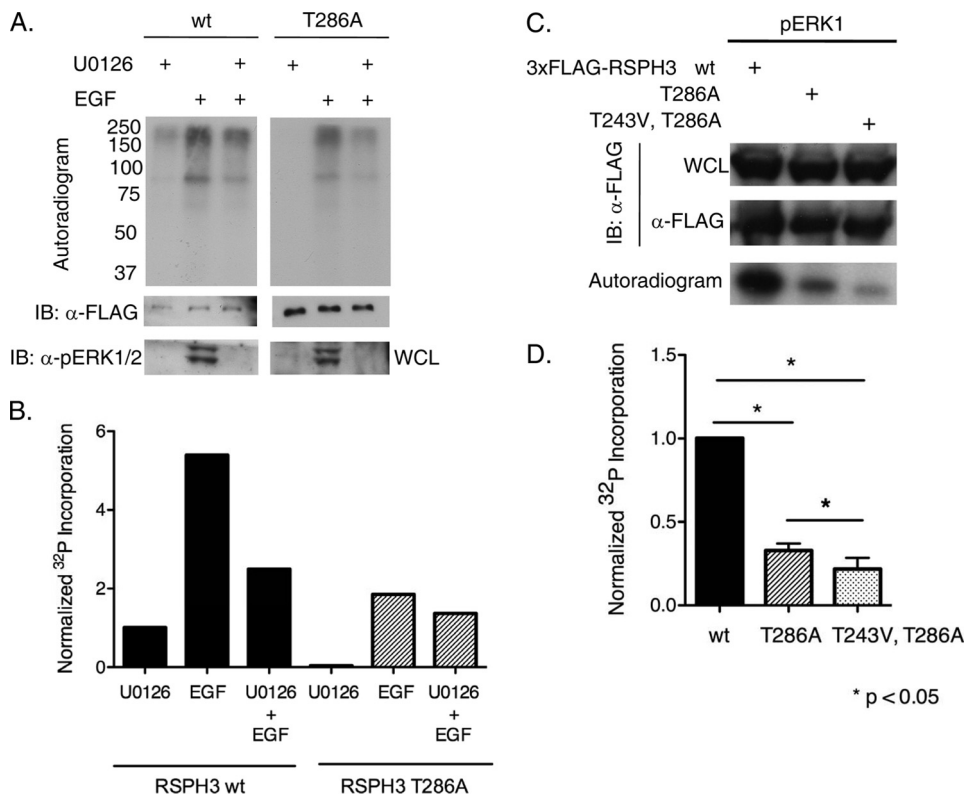 A.
wt T286A
U0126 + + + +
EGF + + + +
Autoradiogram
250
150
100
75
50
37
IB: α-FLAG
IB: α-pERK1/2 WCL
B.
Normalized 32P Incorporation
6
4
2
0
U0126 EGF U0126 + EGF U0126 EGF U0126 + EGF
RSPH3 wt RSPH3 T286A
C.
pERK1
3xFLAG-RSPH3 wt +
T286A +
T243V, T286A +
IB: α-FLAG
WCL
α-FLAG
Autoradiogram
D.
Normalized 32P Incorporation
1.5
1.0
0.5
0.0
*
*
*
wt T286A T243V, T286A
* p < 0.05